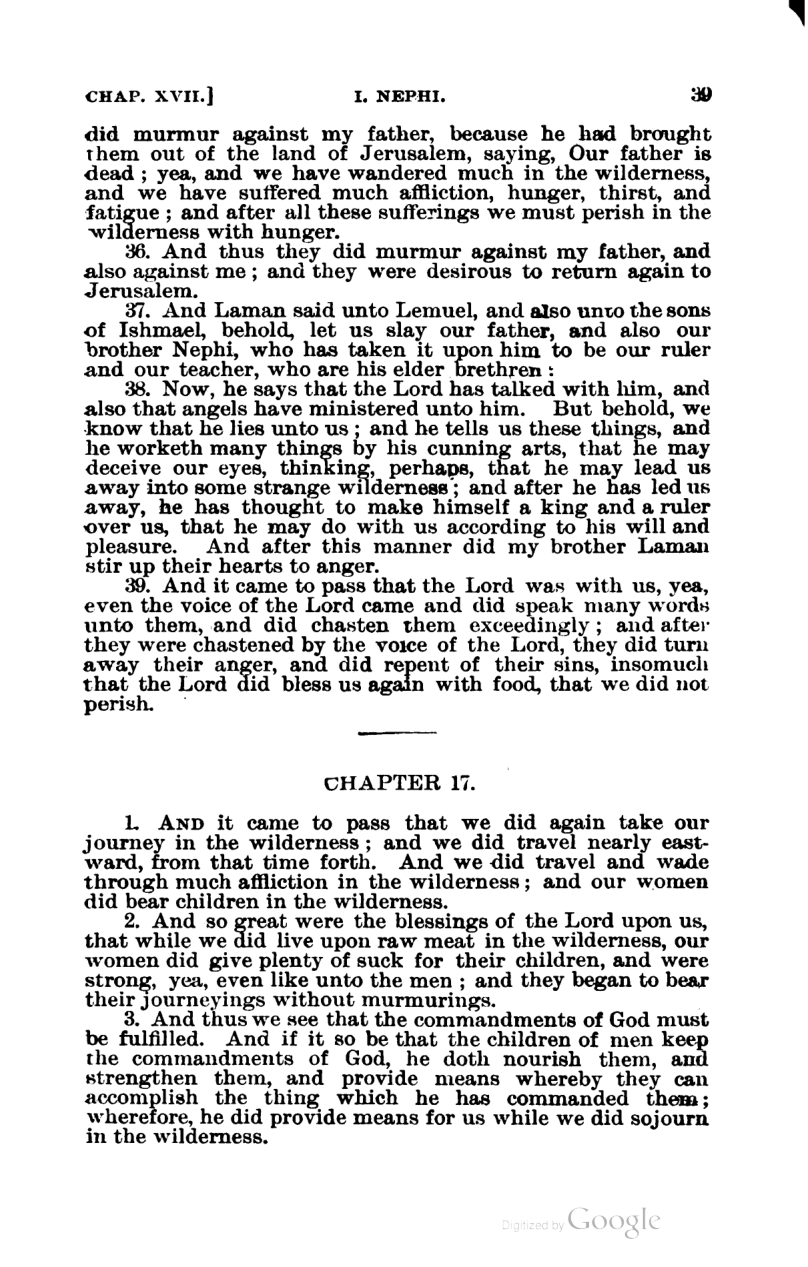 CHAP. XVII.] I. NEPHI. 39
did murmur against my father, because he had brought
them out of the land of Jerusalem, saying, Our father is
dead ; yea, and we have wandered much in the wilderness,
and we have suffered much affliction, hunger, thirst, and
fatigue ; and after all these sufferings we must perish in the
wilderness with hunger.
36. And thus they did murmur against my father, and
also against me ; and they were desirous to return again to
Jerusalem.
37. And Laman said unto Lemuel, and also unto the sons
of Ishmael, behold, let us slay our father, and also our
brother Nephi, who has taken it upon him to be our ruler
and our teacher, who are his elder brethren :
38. Now, he says that the Lord has talked with him, and
also that angels have ministered unto him. But behold, we
know that he lies unto us ; and he tells us these things, and
he worketh many things by his cunning arts, that he may
deceive our eyes, thinking, perhaps, that he may lead us
away into some strange wilderness ; and after he has led us
away, he has thought to make himself a king and a ruler
over us, that he may do with us according to his will and
pleasure. And after this manner did my brother Laman
stir up their hearts to anger.
39. And it came to pass that the Lord was with us, yea,
even the voice of the Lord came and did speak many words
unto them, and did chasten them exceedingly ; and after
they were chastened by the voice of the Lord, they did turn
away their anger, and did repent of their sins, insomuch
that the Lord did bless us again with food, that we did not
perish.
CHAPTER 17.
1. AND it came to pass that we did again take our
journey in the wilderness ; and we did travel nearly east-
ward, from that time forth. And we did travel and wade
through much affliction in the wilderness ; and our women
did bear children in the wilderness.
2. And so great were the blessings of the Lord upon us,
that while we did live upon raw meat in the wilderness, our
women did give plenty of suck for their children, and were
strong, yea, even like unto the men ; and they began to bear
their journeyings without murmurings.
3. And thus we see that the commandments of God must
be fulfilled. And if it so be that the children of men keep
the commandments of God, he doth nourish them, and
strengthen them, and provide means whereby they can
accomplish the thing which he has commanded them ;
wherefore, he did provide means for us while we did sojourn
in the wilderness.
Digitized by Google